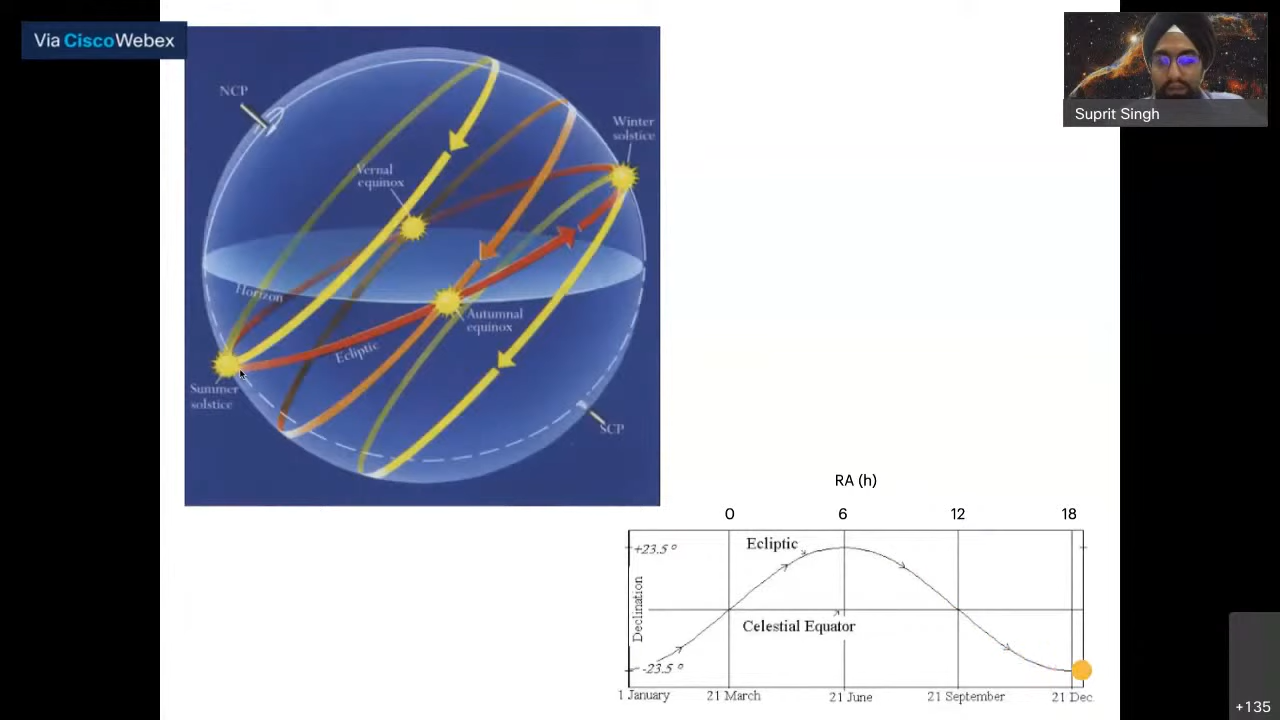 Via Cisco Webex
Suprit Singh
NCP
Winter
solstice
Vernal
equinox
Horizon
Autumnal
equinox
Ecliptic
Summer
solstice
SCP
RA (h)
0 6 12 18
+23.5 °
Ecliptic
Declination
Celestial Equator
-23.5 °
1 January 21 March 21 June 21 September 21 Dec.
+135